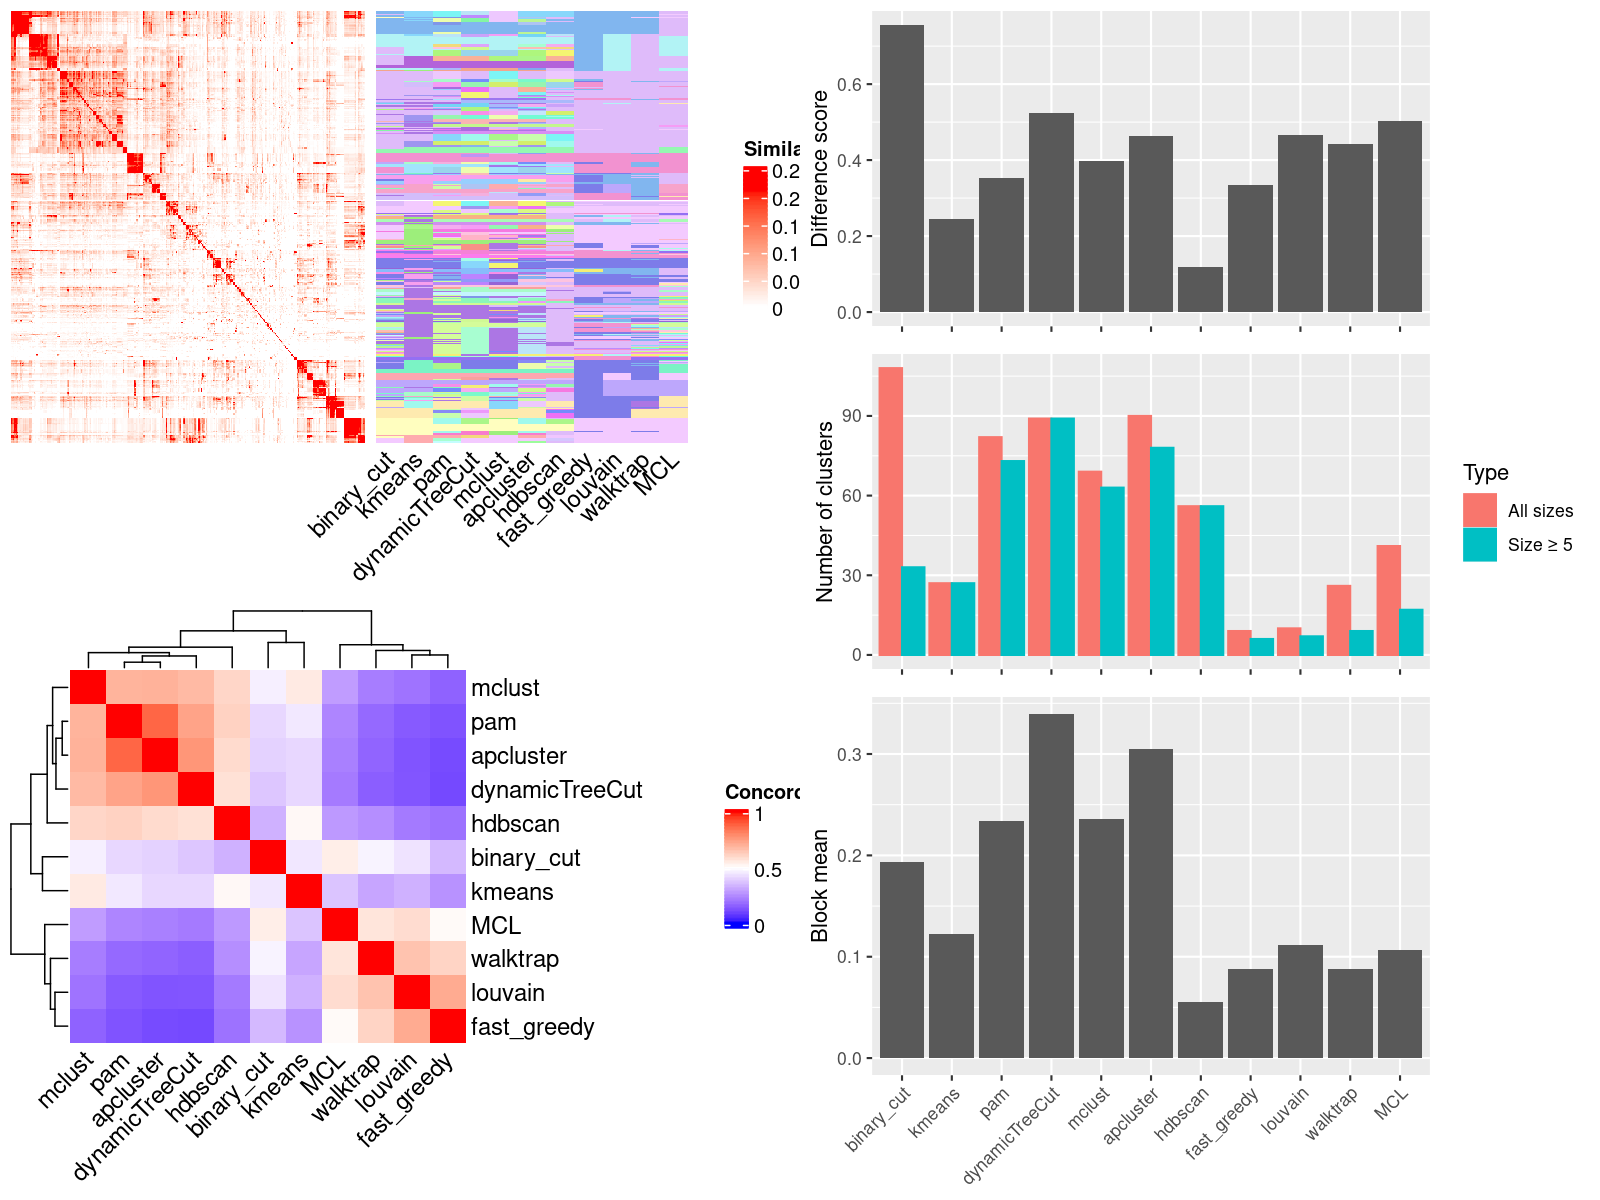 Simila
0.2
0.2
0.1
0.1
0.0
0
binary_cut
kmeans
pam
dynamicTreeCut
mclust
apcluster
hdbscan
fast_greedy
louvain
walktrap
MCL
mclust
pam
apcluster
dynamicTreeCut
hdbscan
binary_cut
kmeans
MCL
walktrap
louvain
fast_greedy
mclust
pam
apcluster
dynamicTreeCut
hdbscan
binary_cut
kmeans
MCL
walktrap
louvain
fast_greedy
Concord
1
0.5
0
Difference score
0.6
0.4
0.2
0.0
Number of clusters
90
60
30
0
Type
All sizes
Size ≥ 5
Block mean
0.3
0.2
0.1
0.0
binary_cut
kmeans
pam
dynamicTreeCut
mclust
apcluster
hdbscan
fast_greedy
louvain
walktrap
MCL